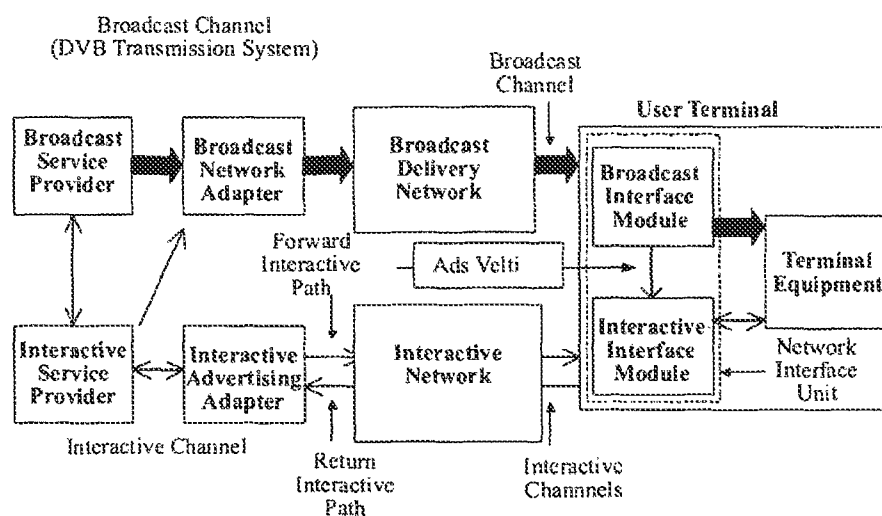 Broadcast Channel
(DVB Transmission System)
Broadcast
Channel
User Terminal
Broadcast
Service
Provider
Broadcast
Network
Adapter
Broadcast
Delivery
Network
Broadcast
Interface
Module
Forward
Interactive
Path
Ads Velti
Terminal
Equipment
Interactive
Service
Provider
Interactive
Advertising
Adapter
Interactive
Network
Interactive
Interface
Module
Network
Interface
Unit
Interactive Channel
Return
Interactive
Path
Interactive
Channnels